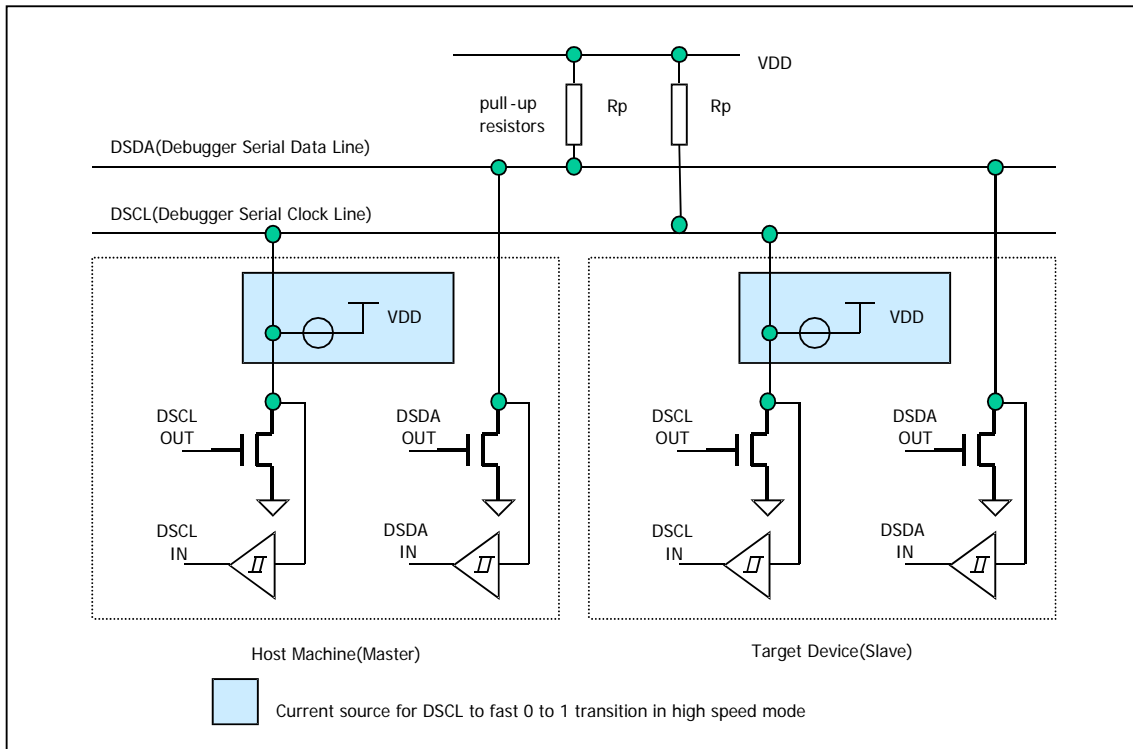 VDD
pull-up
resistors
Rp
Rp
DSDA(Debugger Serial Data Line)
DSCL(Debugger Serial Clock Line)
VDD
VDD
DSCL
OUT
DSDA
OUT
DSCL
OUT
DSDA
OUT
DSCL
IN
DSDA
IN
DSCL
IN
DSDA
IN
Host Machine(Master)
Target Device(Slave)
Current source for DSCL to fast 0 to 1 transition in high speed mode